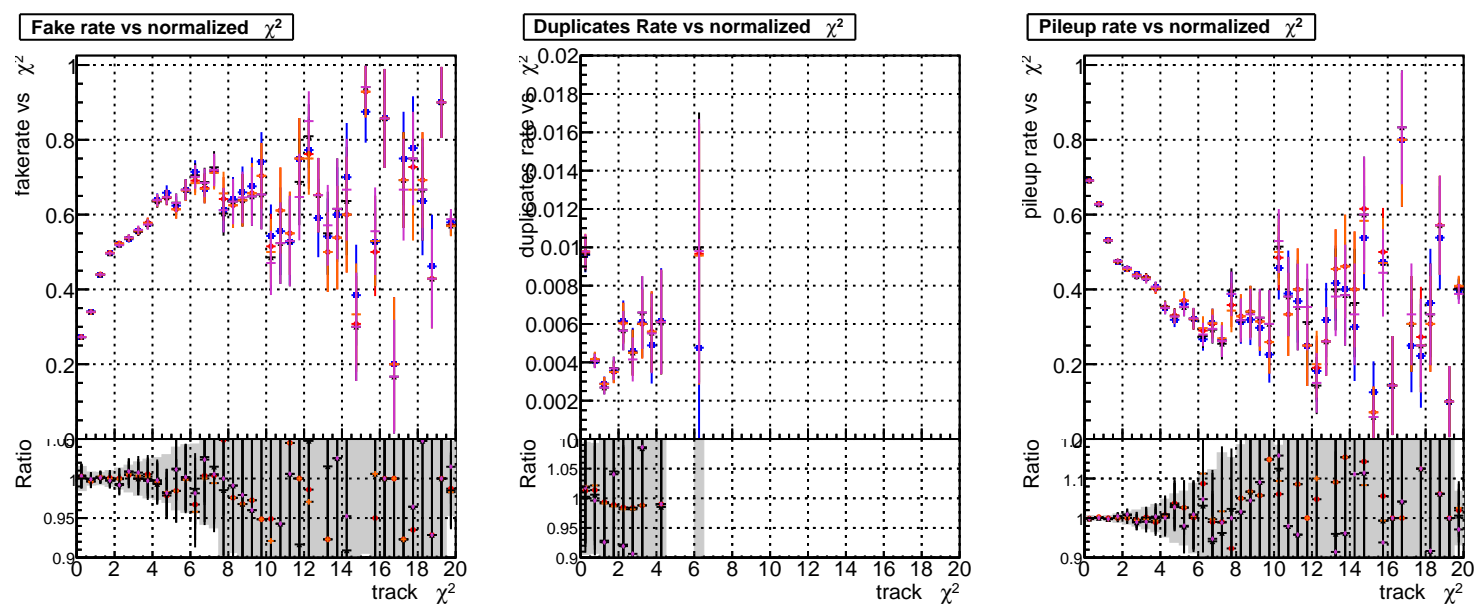 Fake rate vs normalized χ²
fakerate vs χ²
1
0.8
0.6
0.4
0.2
Ratio
1
0.95
0.9
0 2 4 6 8 10 12 14 16 18 20
track χ²
Duplicates Rate vs normalized χ²
duplicates rate vs χ²
0.02
0.018
0.016
0.014
0.012
0.01
0.008
0.006
0.004
0.002
0
Ratio
1.05
1
0.95
0.9
0 2 4 6 8 10 12 14 16 18 20
track χ²
Pileup rate vs normalized χ²
pileup rate vs χ²
1
0.8
0.6
0.4
0.2
Ratio
1.1
1
0.9
0 2 4 6 8 10 12 14 16 18 20
track χ²